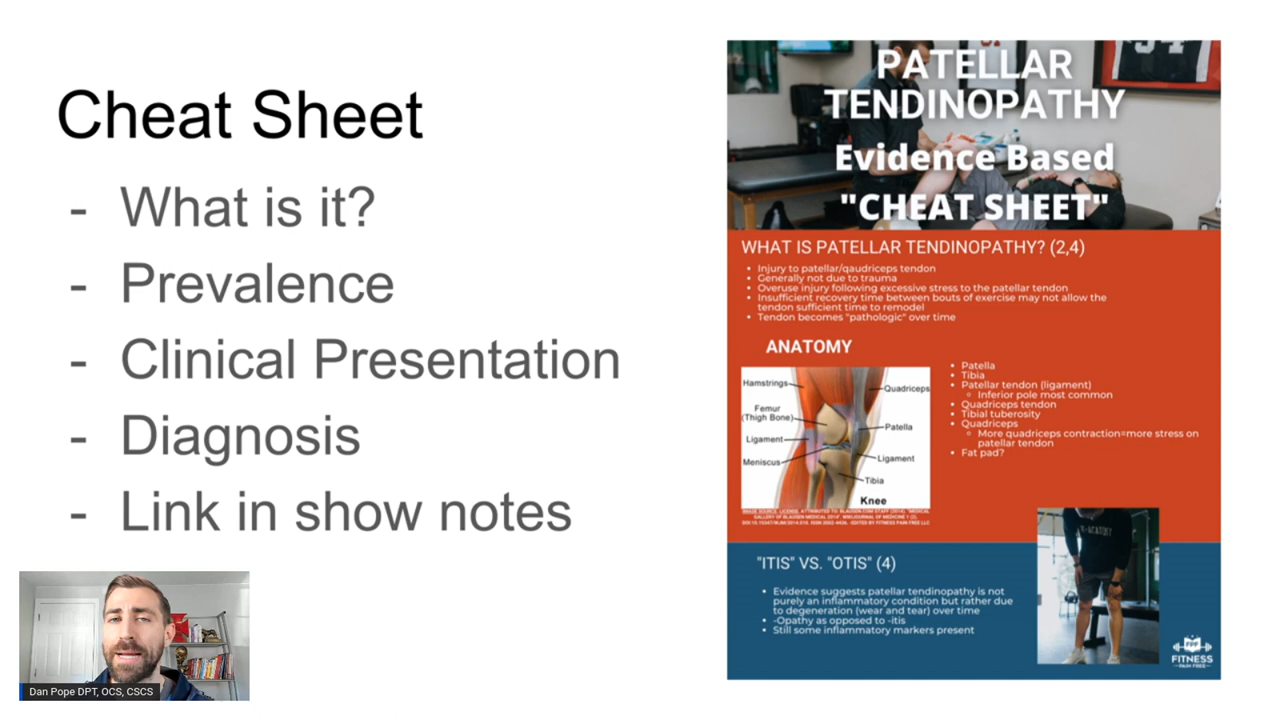 Cheat Sheet
- What is it?
- Prevalence
- Clinical Presentation
- Diagnosis
- Link in show notes
Dan Pope DPT, OCS, CSCS
PATELLAR
TENDINOPATHY
Evidence Based
"CHEAT SHEET"
WHAT IS PATELLAR TENDINOPATHY? (2,4)
• Injury to patellar/qaudriceps tendon
• Generally not due to trauma
• Overuse injury following excessive stress to the patellar tendon
• Insufficient recovery time between bouts of exercise may not allow the
tendon sufficient time to remodel
• Tendon becomes "pathologic" over time
ANATOMY
Hamstrings
Quadriceps
Femur
(Thigh Bone)
Patella
Ligament
Meniscus
Ligament
Tibia
Knee
• Patella
• Tibia
• Patellar tendon (ligament)
◦ Inferior pole most common
• Quadriceps tendon
• Tibial tuberosity
• Quadriceps
◦ More quadriceps contraction=more stress on
patellar tendon
• Fat pad?
"ITIS" VS. "OTIS" (4)
• Evidence suggests patellar tendinopathy is not
purely an inflammatory condition but rather due
to degeneration (wear and tear) over time
• -Opathy as opposed to -itis
• Still some inflammatory markers present
FPF
FITNESS
PAIN FREE